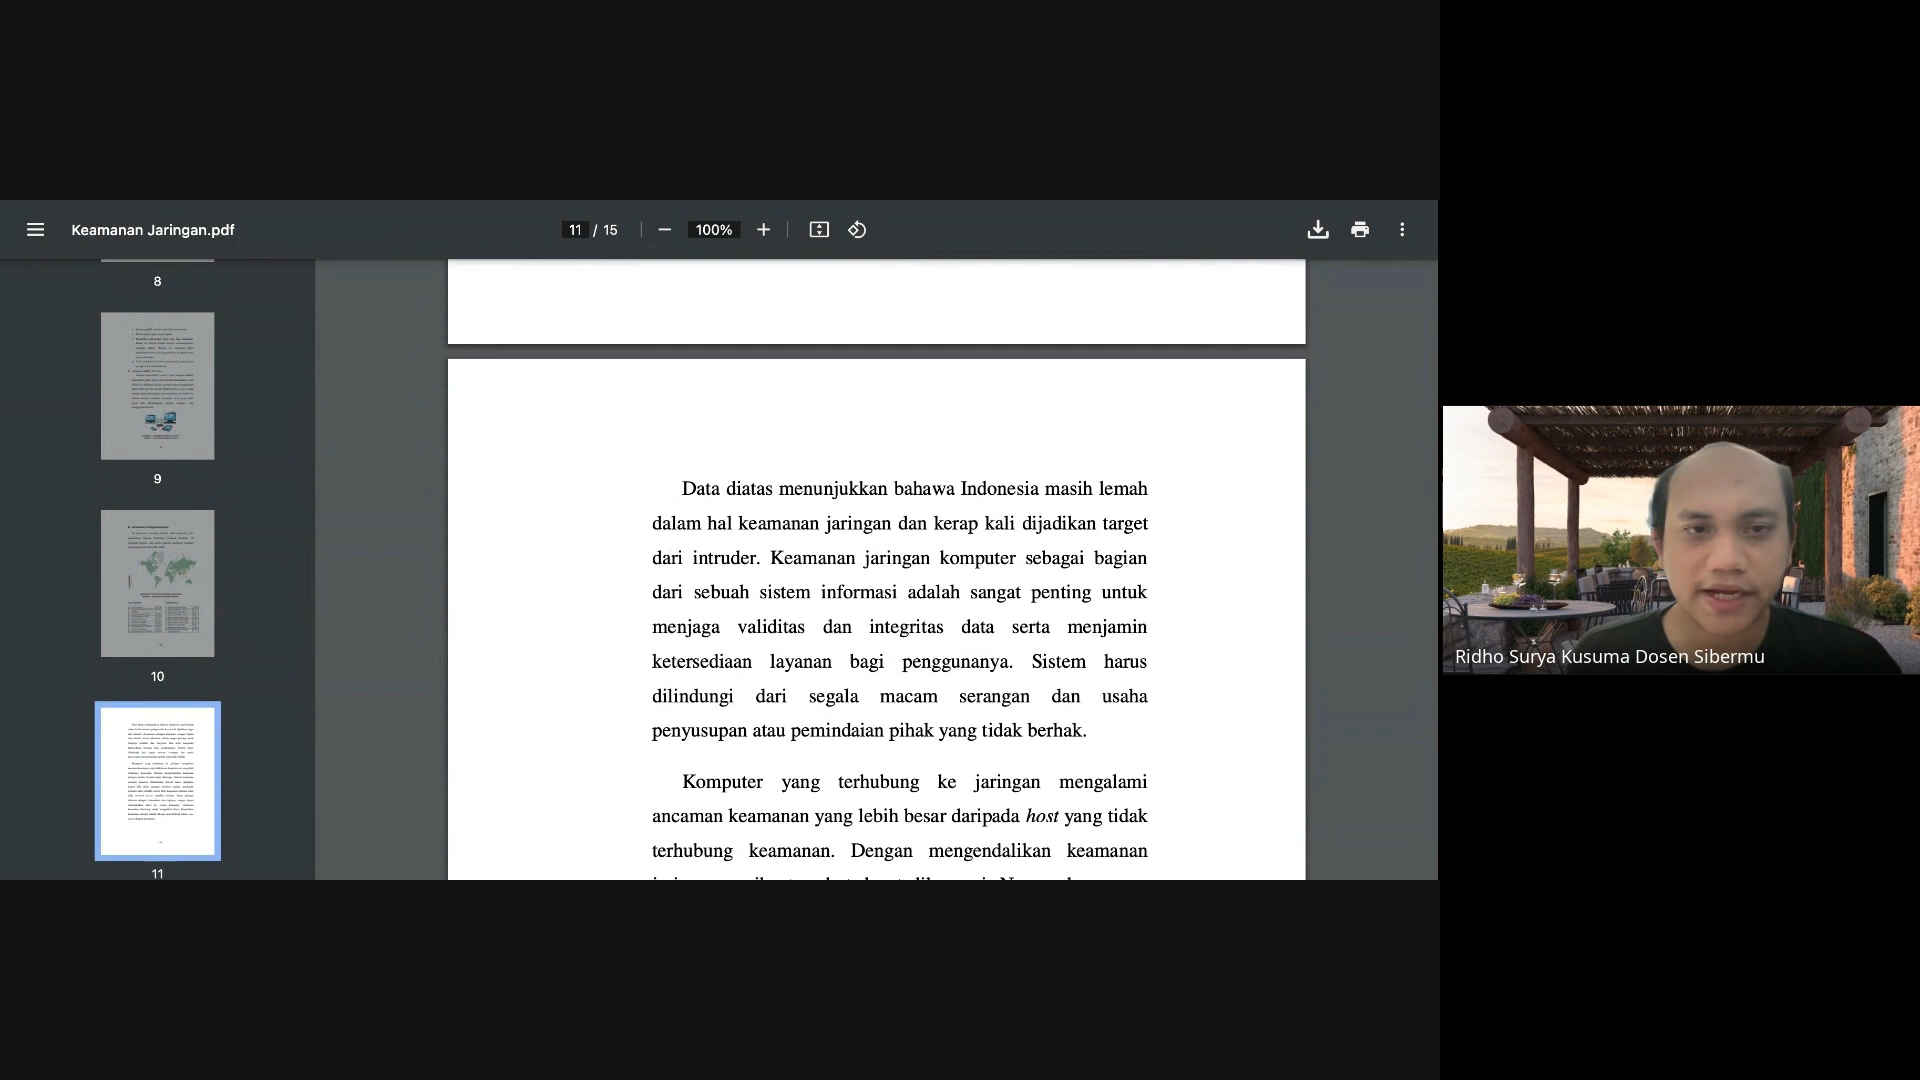 Keamanan Jaringan.pdf
11 / 15
100%
8
9
10
11
Data diatas menunjukkan bahawa Indonesia masih lemah
dalam hal keamanan jaringan dan kerap kali dijadikan target
dari intruder. Keamanan jaringan komputer sebagai bagian
dari sebuah sistem informasi adalah sangat penting untuk
menjaga validitas dan integritas data serta menjamin
ketersediaan layanan bagi penggunanya. Sistem harus
dilindungi dari segala macam serangan dan usaha
penyusupan atau pemindaian pihak yang tidak berhak.
Komputer yang terhubung ke jaringan mengalami
ancaman keamanan yang lebih besar daripada host yang tidak
terhubung keamanan. Dengan mengendalikan keamanan
Ridho Surya Kusuma Dosen Sibermu